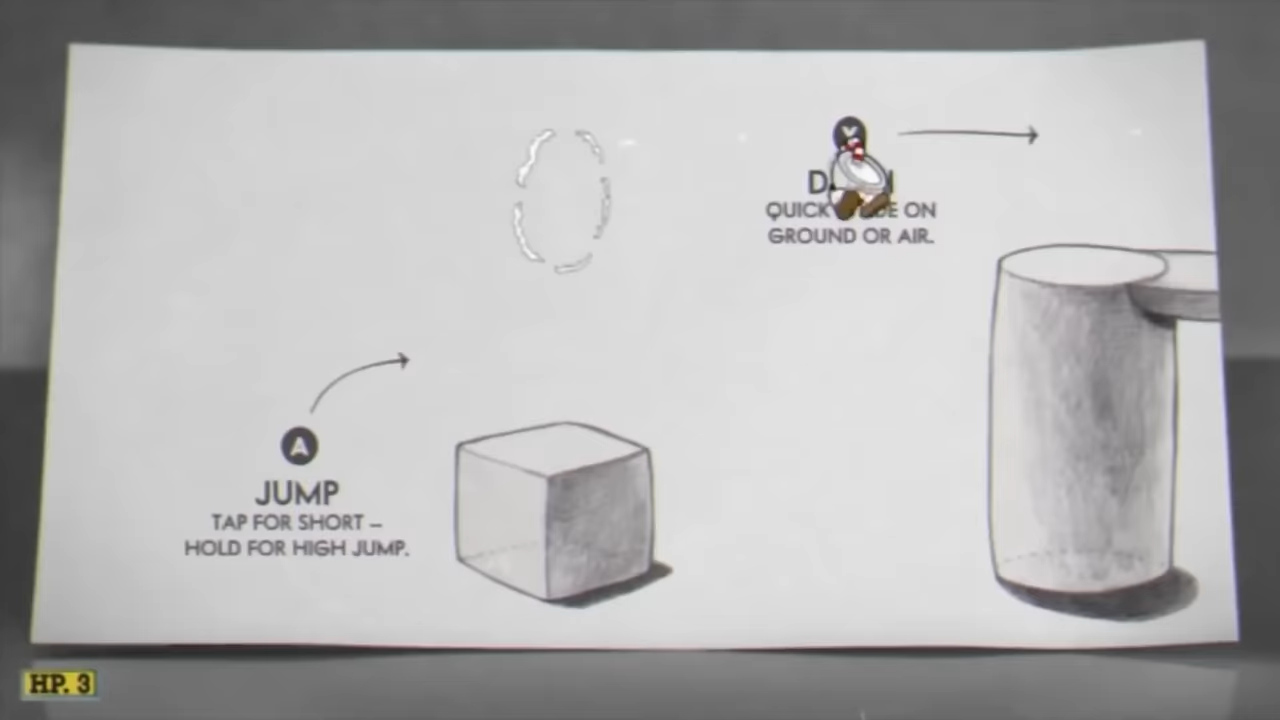 A
JUMP
TAP FOR SHORT –
HOLD FOR HIGH JUMP.
Y
QUICK ON
GROUND OR AIR.
HP. 3